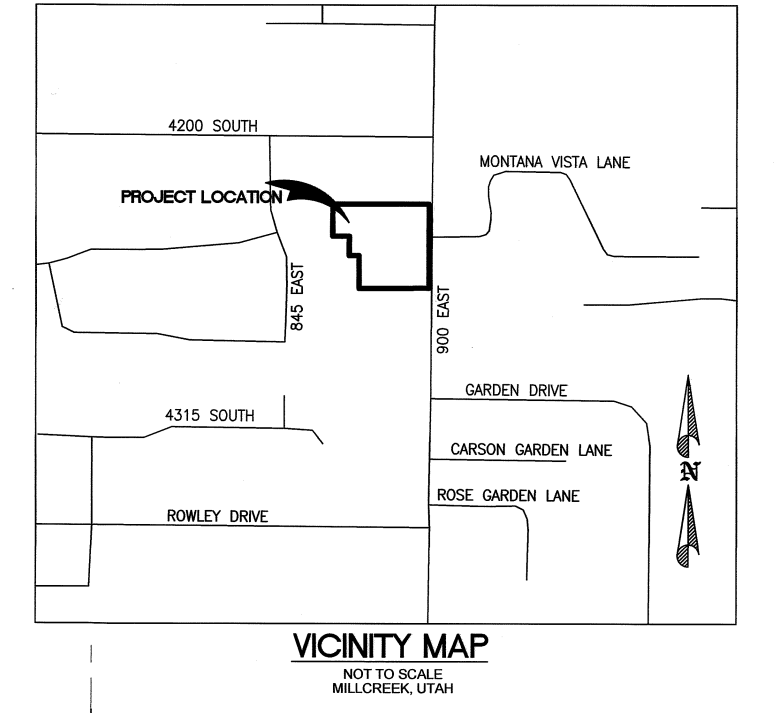 4200 SOUTH
MONTANA VISTA LANE
PROJECT LOCATION
845 EAST
900 EAST
GARDEN DRIVE
4315 SOUTH
CARSON GARDEN LANE
N
ROSE GARDEN LANE
ROWLEY DRIVE
VICINITY MAP
NOT TO SCALE
MILLCREEK, UTAH